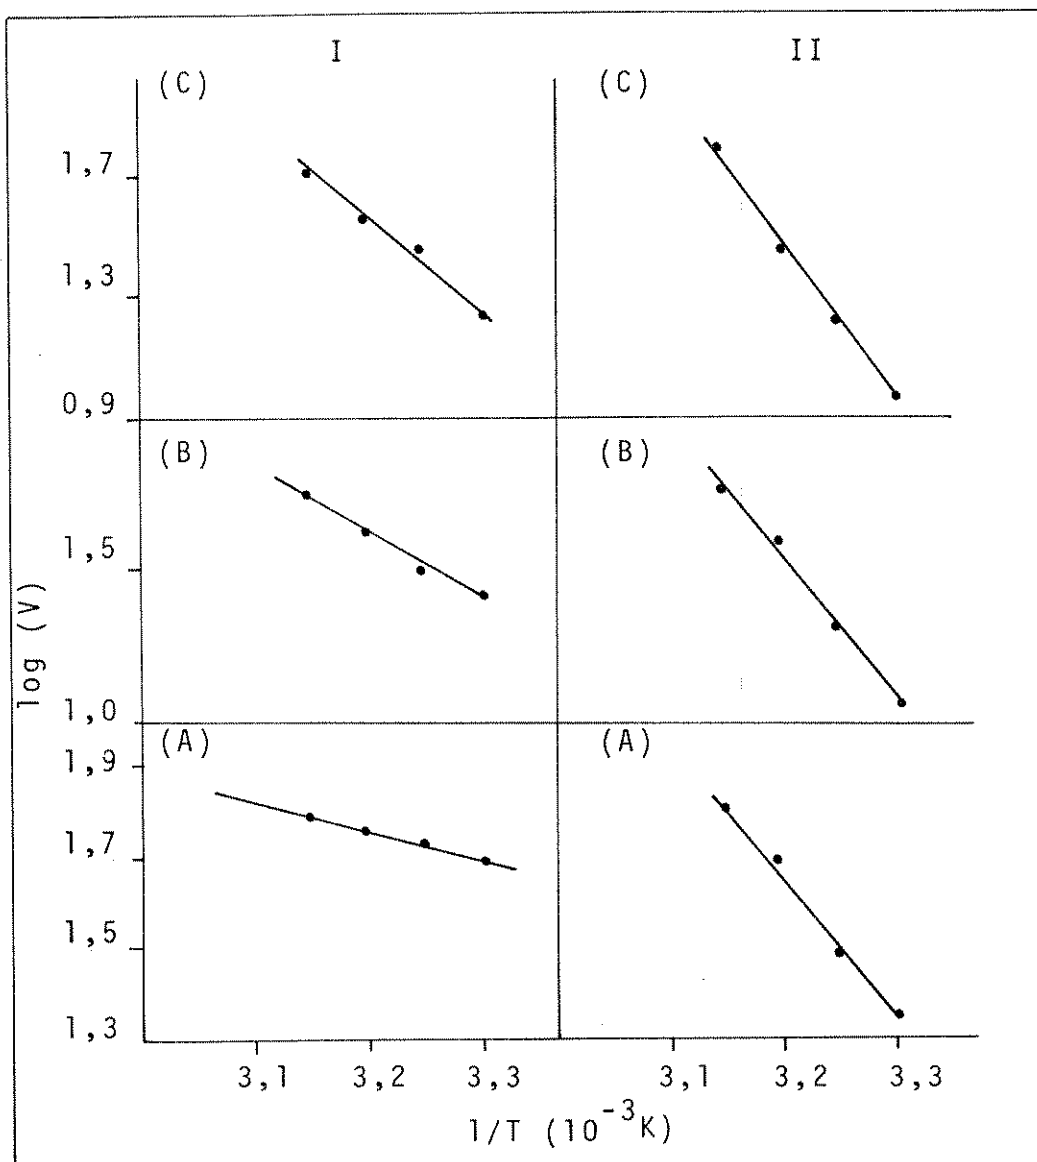 I II
(C) (C)
1,7
1,3
0,9
(B) (B)
1,5
log (V)
1,0
(A) (A)
1,9
1,7
1,5
1,3
3,1 3,2 3,3 3,1 3,2 3,3
1/T (10⁻³K)